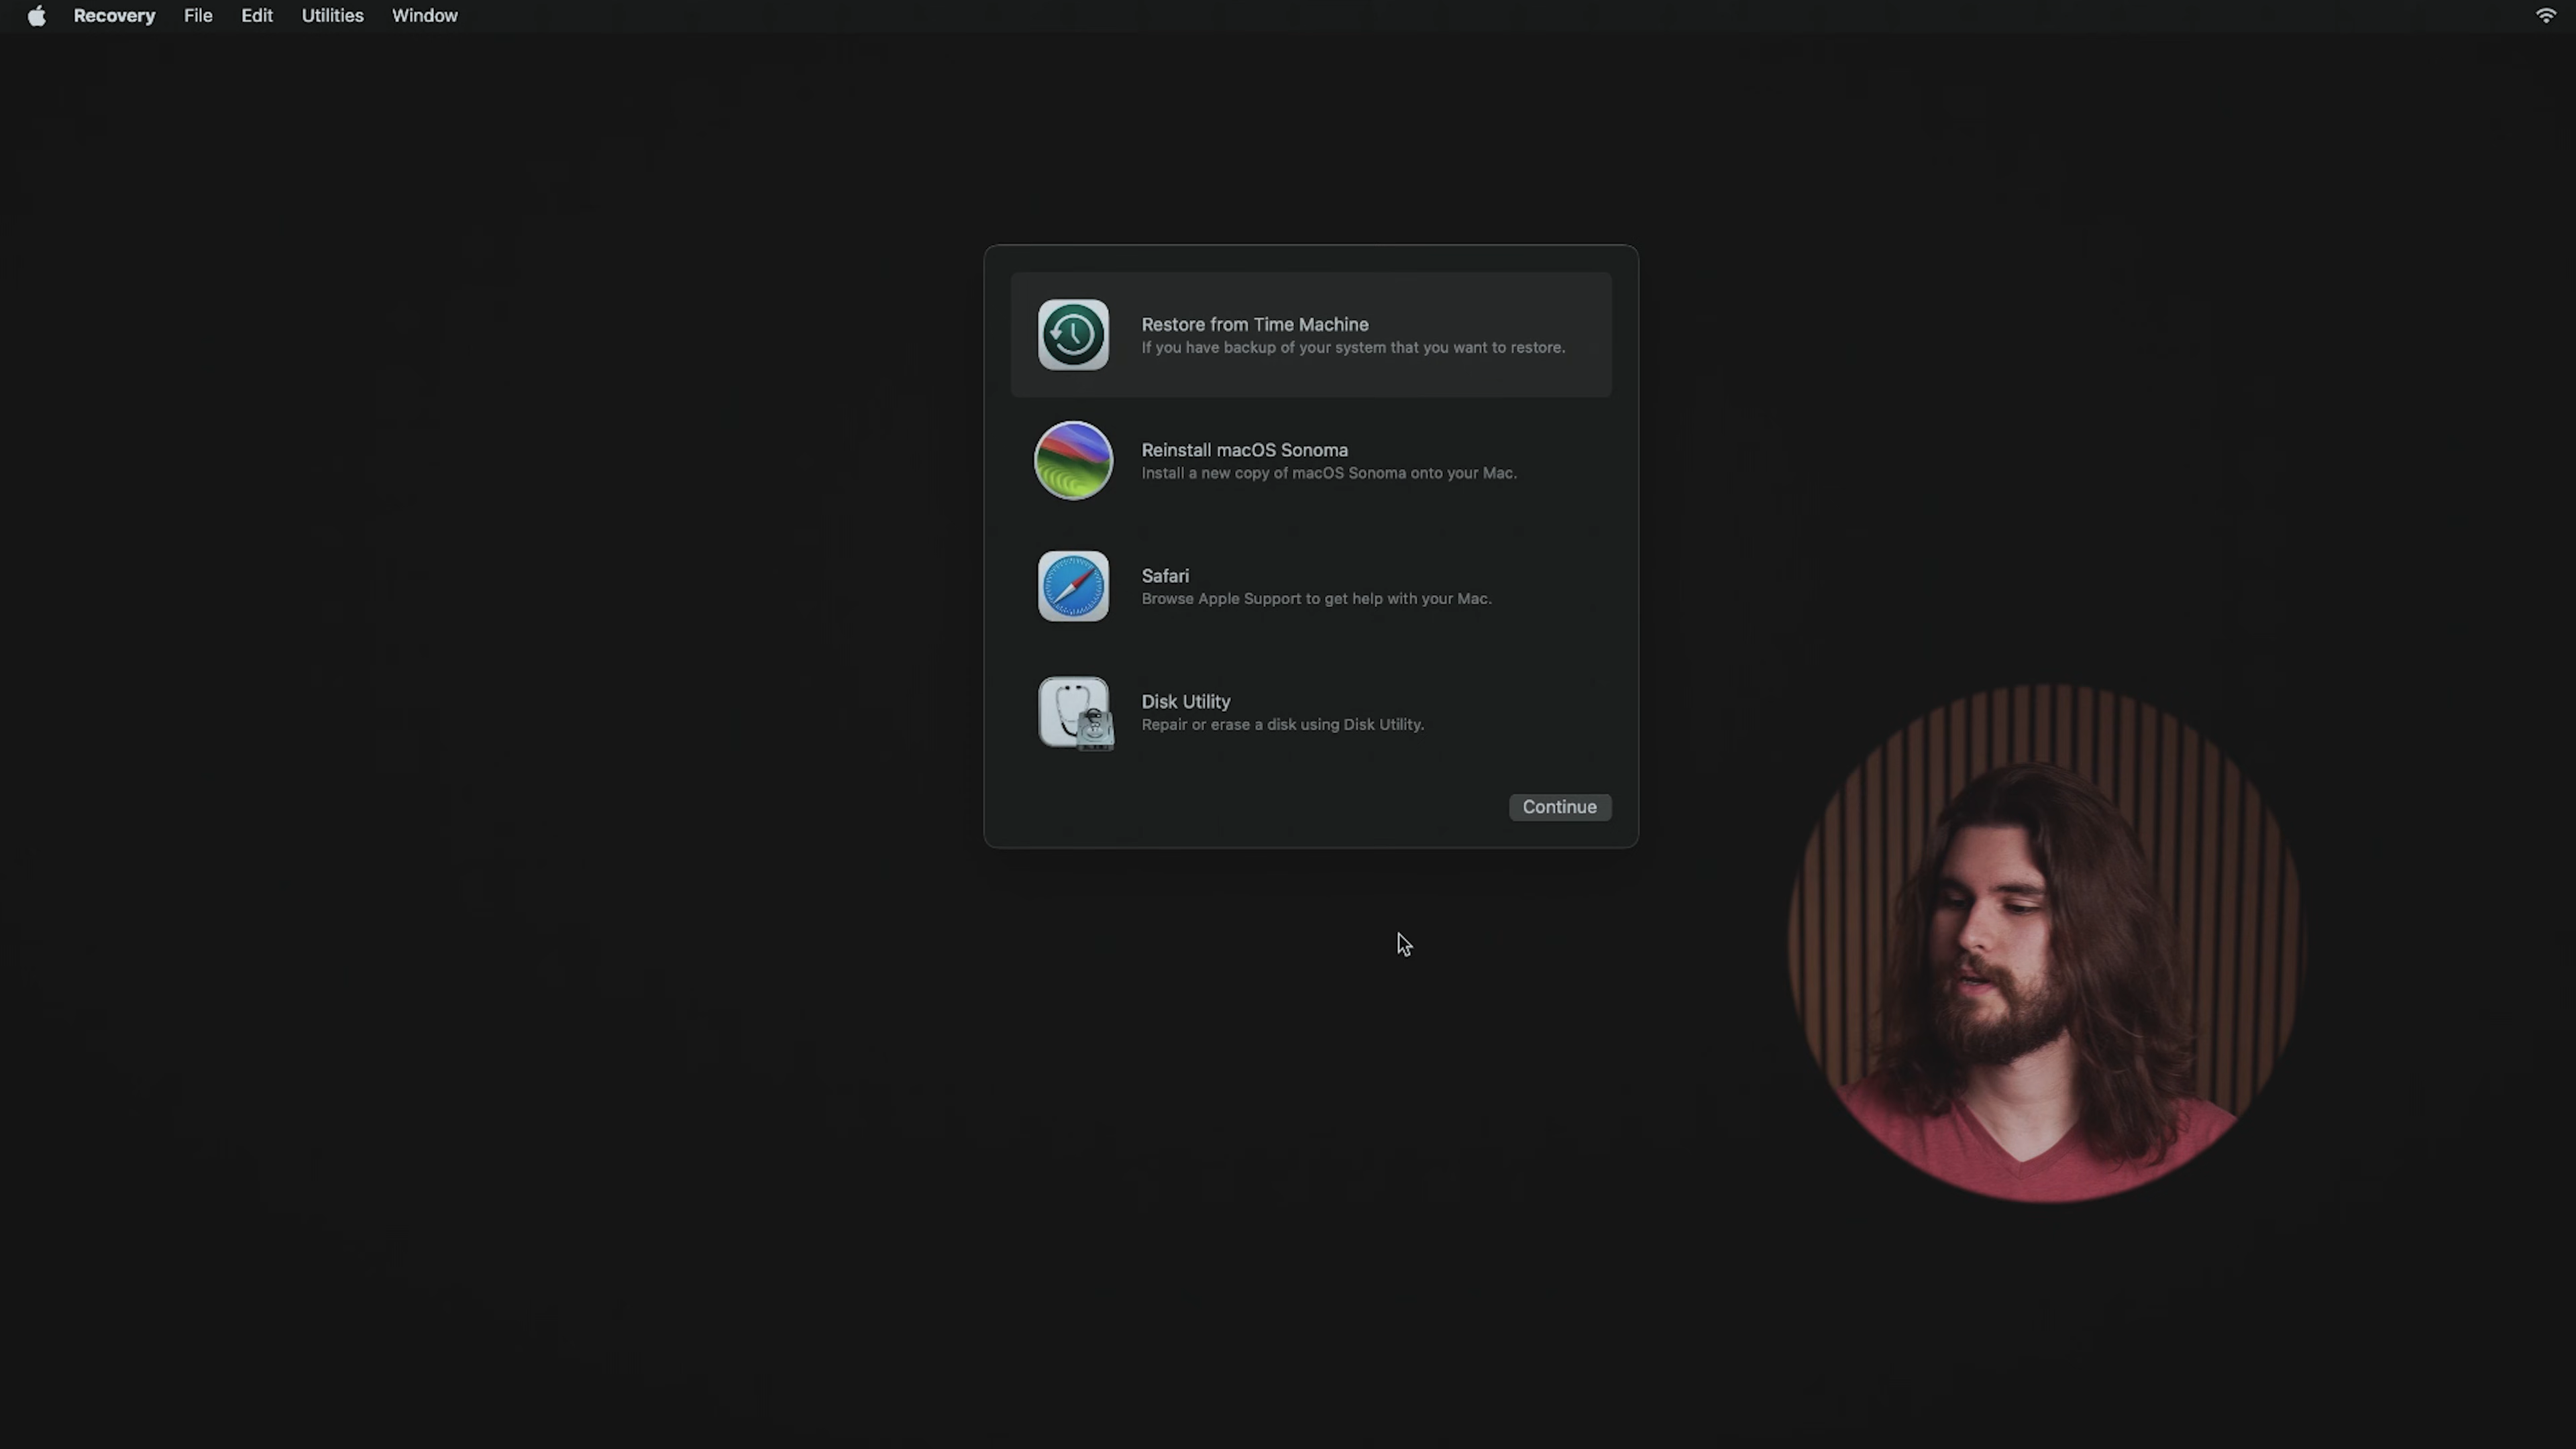 Recovery File Edit Utilities Window
Restore from Time Machine
If you have backup of your system that you want to restore.
Reinstall macOS Sonoma
Install a new copy of macOS Sonoma onto your Mac.
Safari
Browse Apple Support to get help with your Mac.
Disk Utility
Repair or erase a disk using Disk Utility.
Continue